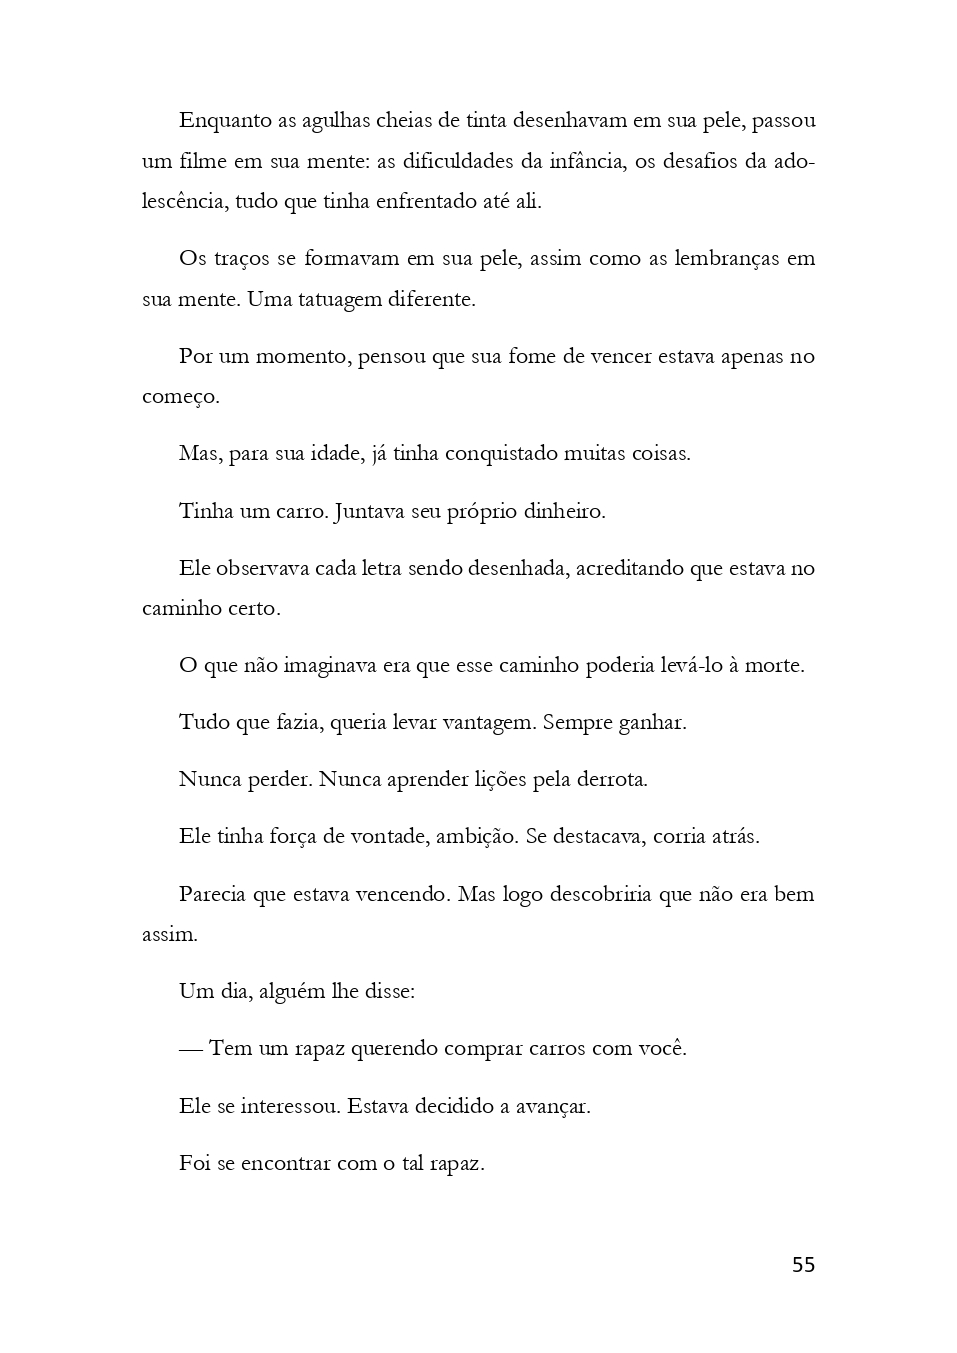 Enquanto as agulhas cheias de tinta desenhavam em sua pele, passou
um filme em sua mente: as dificuldades da infância, os desafios da ado-
lescência, tudo que tinha enfrentado até ali.
Os traços se formavam em sua pele, assim como as lembranças em
sua mente. Uma tatuagem diferente.
Por um momento, pensou que sua fome de vencer estava apenas no
começo.
Mas, para sua idade, já tinha conquistado muitas coisas.
Tinha um carro. Juntava seu próprio dinheiro.
Ele observava cada letra sendo desenhada, acreditando que estava no
caminho certo.
O que não imaginava era que esse caminho poderia levá-lo à morte.
Tudo que fazia, queria levar vantagem. Sempre ganhar.
Nunca perder. Nunca aprender lições pela derrota.
Ele tinha força de vontade, ambição. Se destacava, corria atrás.
Parecia que estava vencendo. Mas logo descobriria que não era bem
assim.
Um dia, alguém lhe disse:
— Tem um rapaz querendo comprar carros com você.
Ele se interessou. Estava decidido a avançar.
Foi se encontrar com o tal rapaz.
55